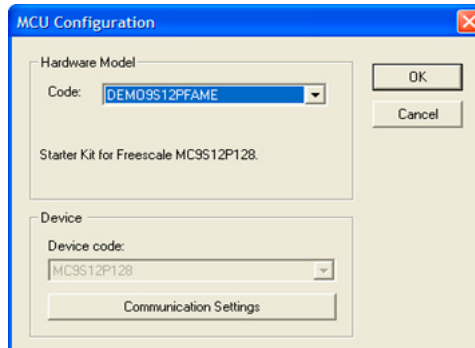 MCU Configuration
Hardware Model
Code: DEMO9S12PFAME
OK
Cancel
Starter Kit for Freescale MC9S12P128.
Device
Device code:
MC9S12P128
Communication Settings